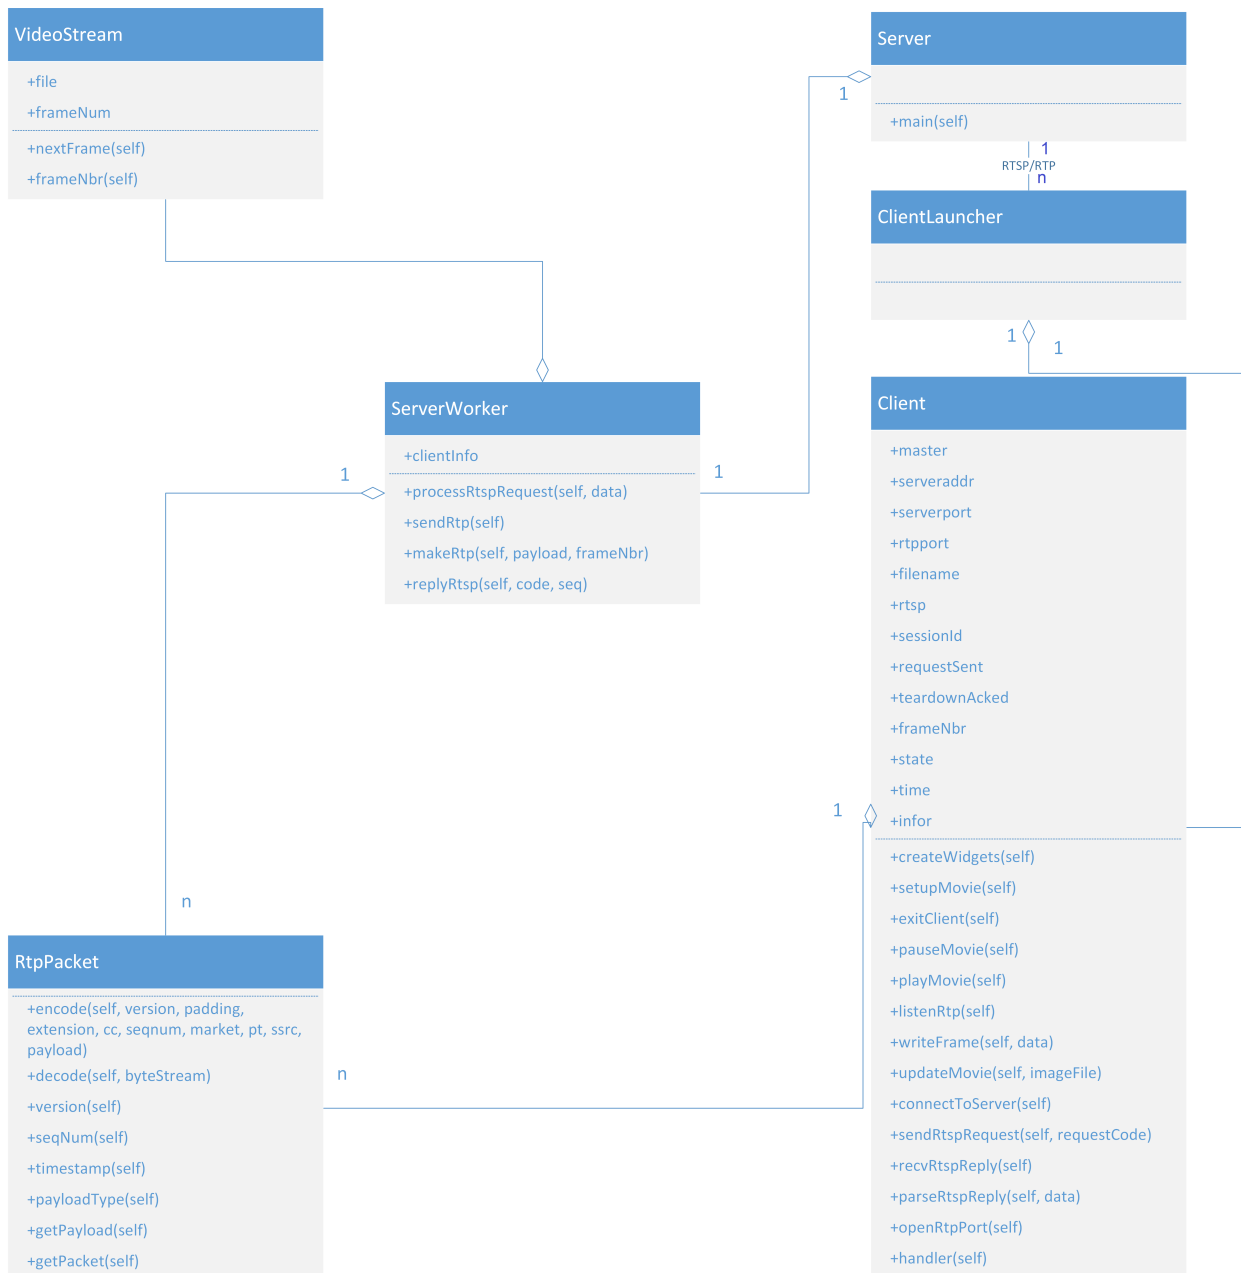 VideoStream
+file
+frameNum
+nextFrame(self)
+frameNbr(self)
Server
1
+main(self)
1
RTSP/RTP
n
ClientLauncher
1
1
ServerWorker
+clientInfo
1
1
+processRtspRequest(self, data)
+sendRtp(self)
+makeRtp(self, payload, frameNbr)
+replyRtsp(self, code, seq)
Client
+master
+serveraddr
+serverport
+rtpport
+filename
+rtsp
+sessionId
+requestSent
+teardownAcked
+frameNbr
+state
+time
+infor
1
+createWidgets(self)
+setupMovie(self)
+exitClient(self)
+pauseMovie(self)
+playMovie(self)
+listenRtp(self)
+writeFrame(self, data)
+updateMovie(self, imageFile)
+connectToServer(self)
+sendRtspRequest(self, requestCode)
+recvRtspReply(self)
+parseRtspReply(self, data)
+openRtpPort(self)
+handler(self)
n
RtpPacket
+encode(self, version, padding,
extension, cc, seqnum, market, pt, ssrc,
payload)
+decode(self, byteStream)
n
+version(self)
+seqNum(self)
+timestamp(self)
+payloadType(self)
+getPayload(self)
+getPacket(self)